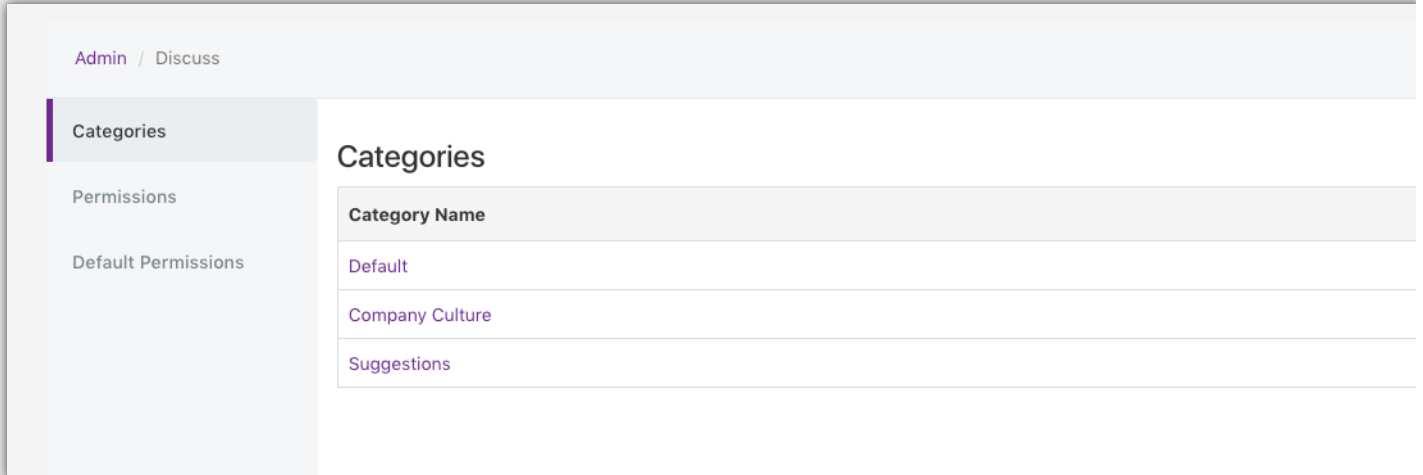 Admin / Discuss
Categories
Permissions
Default Permissions
Categories
Category Name
Default
Company Culture
Suggestions